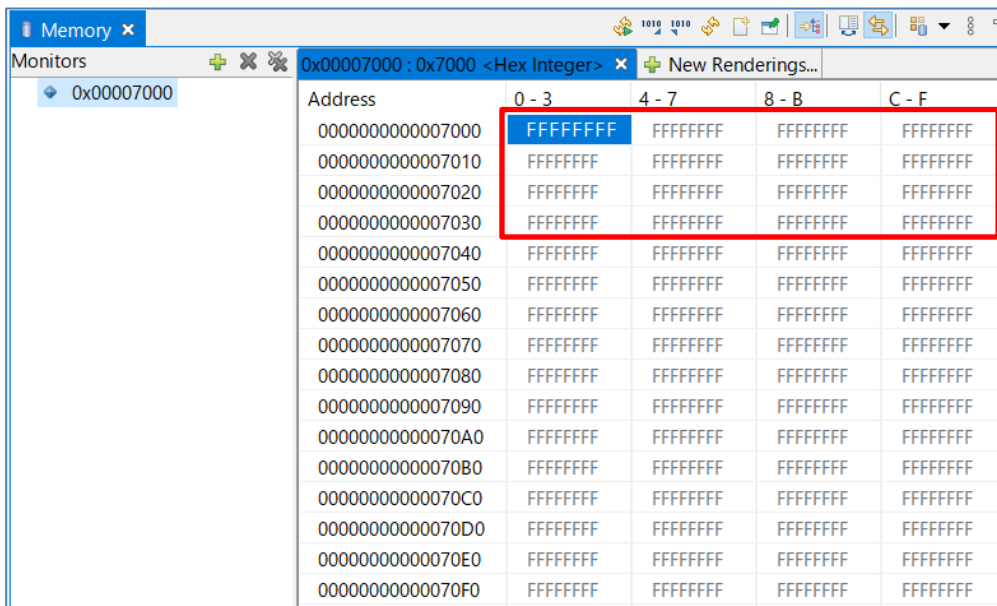 Memory
1010 1010
Monitors
0x00007000 : 0x7000 <Hex Integer> New Renderings...
0x00007000
Address 0 - 3 4 - 7 8 - B C - F
0000000000007000 FFFFFFFF FFFFFFFF FFFFFFFF FFFFFFFF
0000000000007010 FFFFFFFF FFFFFFFF FFFFFFFF FFFFFFFF
0000000000007020 FFFFFFFF FFFFFFFF FFFFFFFF FFFFFFFF
0000000000007030 FFFFFFFF FFFFFFFF FFFFFFFF FFFFFFFF
0000000000007040 FFFFFFFF FFFFFFFF FFFFFFFF FFFFFFFF
0000000000007050 FFFFFFFF FFFFFFFF FFFFFFFF FFFFFFFF
0000000000007060 FFFFFFFF FFFFFFFF FFFFFFFF FFFFFFFF
0000000000007070 FFFFFFFF FFFFFFFF FFFFFFFF FFFFFFFF
0000000000007080 FFFFFFFF FFFFFFFF FFFFFFFF FFFFFFFF
0000000000007090 FFFFFFFF FFFFFFFF FFFFFFFF FFFFFFFF
00000000000070A0 FFFFFFFF FFFFFFFF FFFFFFFF FFFFFFFF
00000000000070B0 FFFFFFFF FFFFFFFF FFFFFFFF FFFFFFFF
00000000000070C0 FFFFFFFF FFFFFFFF FFFFFFFF FFFFFFFF
00000000000070D0 FFFFFFFF FFFFFFFF FFFFFFFF FFFFFFFF
00000000000070E0 FFFFFFFF FFFFFFFF FFFFFFFF FFFFFFFF
00000000000070F0 FFFFFFFF FFFFFFFF FFFFFFFF FFFFFFFF